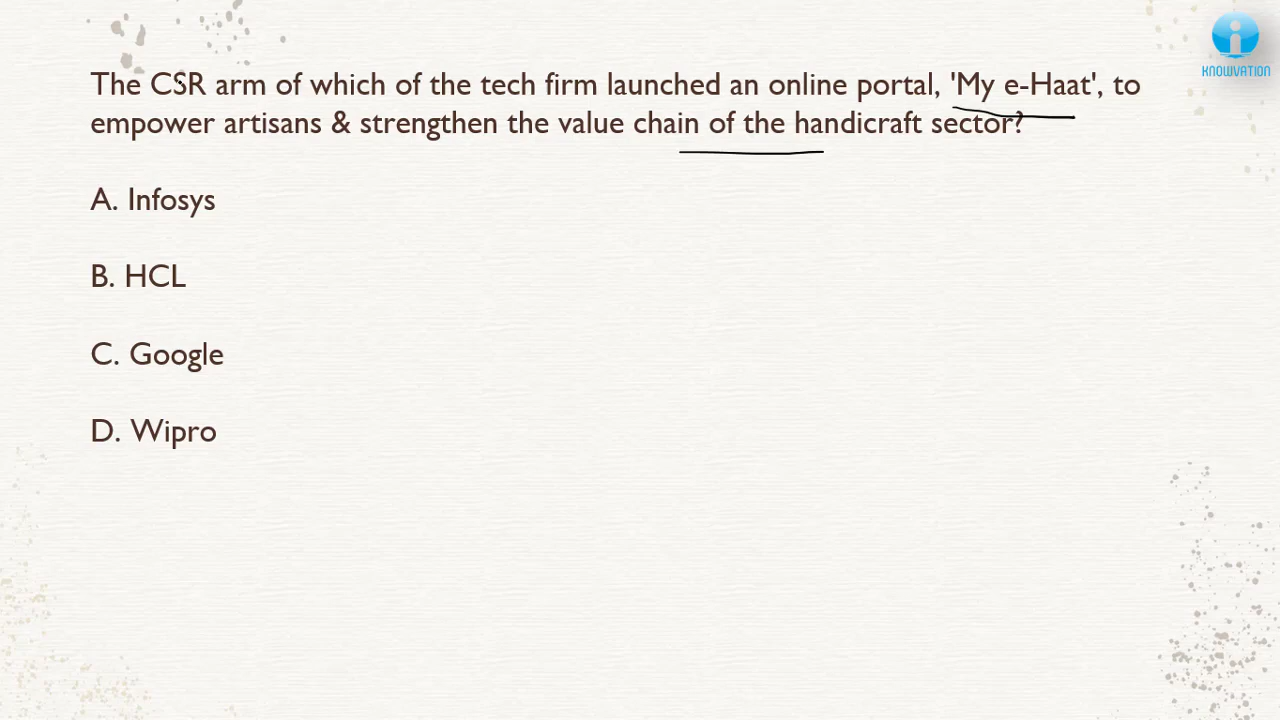 KNOWVATION
The CSR arm of which of the tech firm launched an online portal, 'My e-Haat', to
empower artisans & strengthen the value chain of the handicraft sector?
A. Infosys
B. HCL
C. Google
D. Wipro